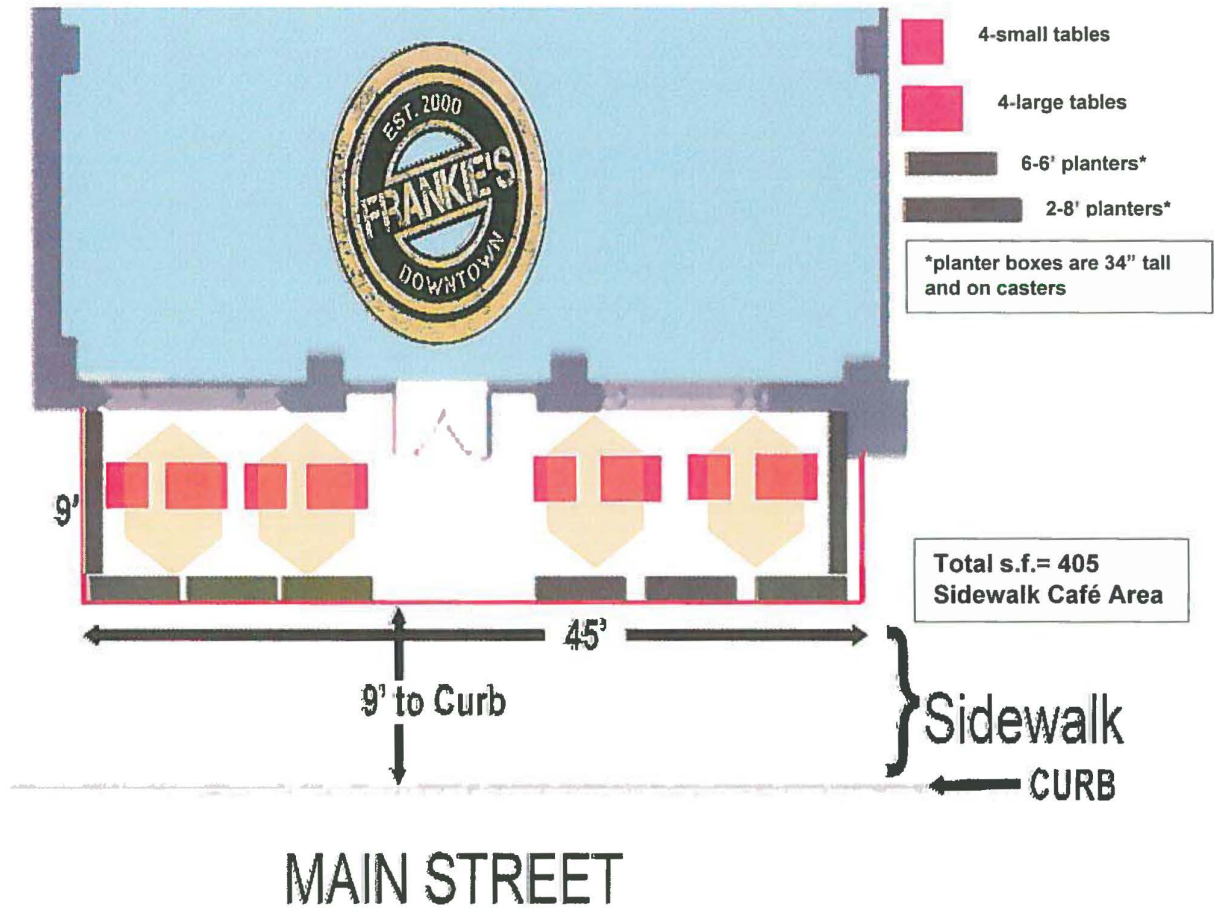 EST. 2000
FRANKIE'S
DOWNTOWN
4-small tables
4-large tables
6-6' planters*
2-8' planters*
*planter boxes are 34" tall
and on casters
9'
Total s.f.= 405
Sidewalk Café Area
45'
9' to Curb
Sidewalk
CURB
MAIN STREET